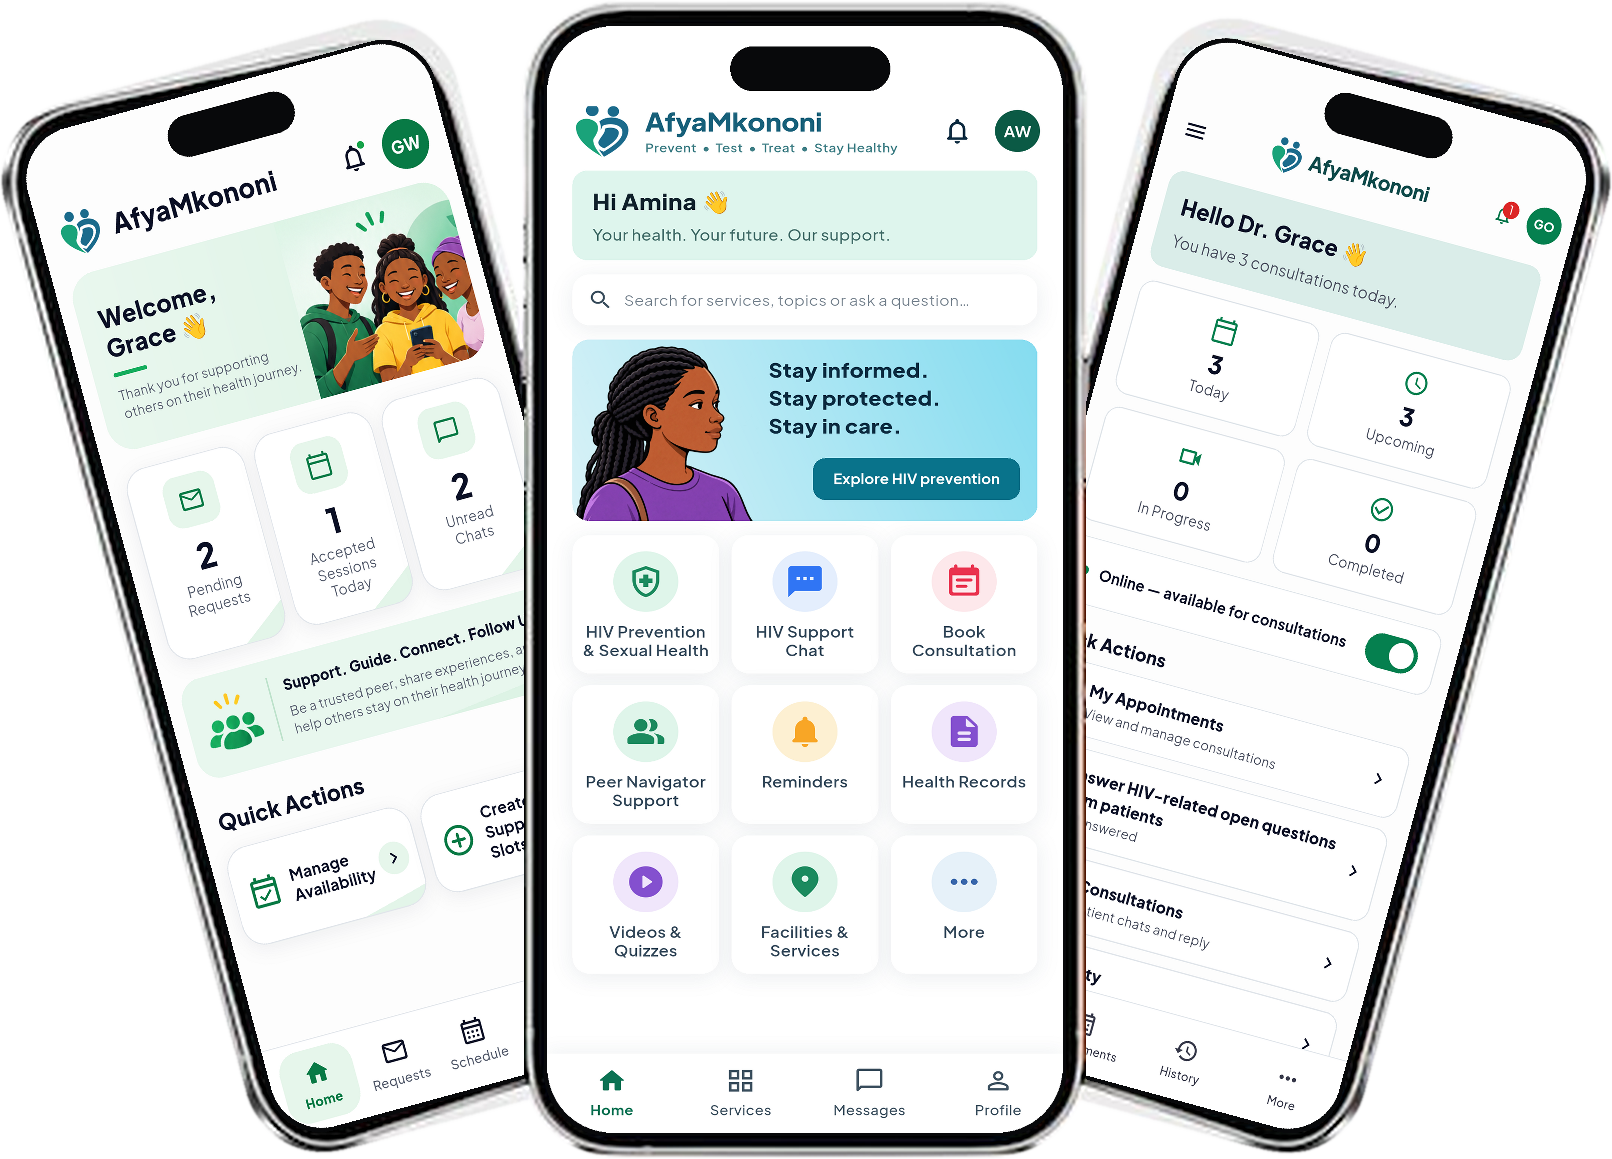 GW
AfyaMkononi
Welcome,
Grace 👋
Thank you for supporting
others on their health journey.
2
Pending
Requests
1
Accepted
Sessions
Today
2
Unread
Chats
Support. Guide. Connect. Follow U
Be a trusted peer, share experiences, a
help others stay on their health journey
Quick Actions
Manage
Availability
Create
Supp
Slots
Home
Requests
Schedule
AfyaMkononi
Prevent • Test • Treat • Stay Healthy
AW
Hi Amina 👋
Your health. Your future. Our support.
Search for services, topics or ask a question...
Stay informed.
Stay protected.
Stay in care.
Explore HIV prevention
HIV Prevention
& Sexual Health
HIV Support
Chat
Book
Consultation
Peer Navigator
Support
Reminders
Health Records
Videos &
Quizzes
Facilities &
Services
More
Home
Services
Messages
Profile
AfyaMkononi
1
GO
Hello Dr. Grace 👋
You have 3 consultations today.
3
Today
3
Upcoming
0
In Progress
0
Completed
Online — available for consultations
k Actions
My Appointments
View and manage consultations
swer HIV-related open questions
m patients
nswered
Consultations
tient chats and reply
ty
ments
History
More